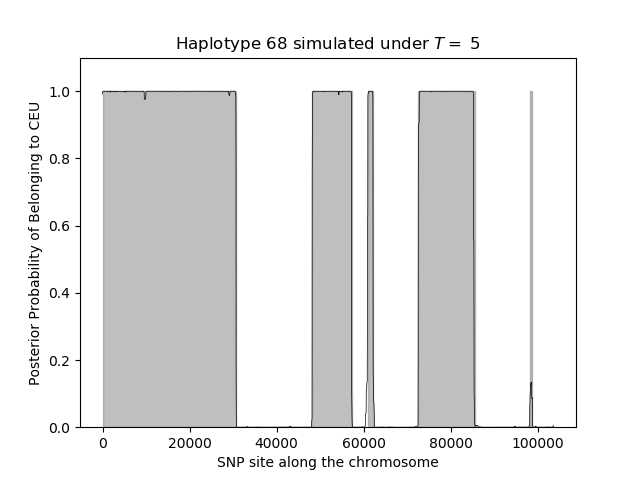 Haplotype 68 simulated under T = 5
Posterior Probability of Belonging to CEU
1.0
0.8
0.6
0.4
0.2
0.0
0 20000 40000 60000 80000 100000
SNP site along the chromosome